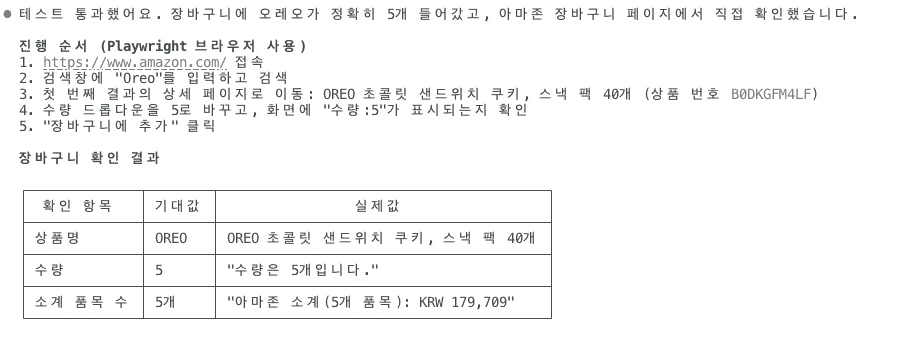 ● 테스트 통과했어요. 장바구니에 오레오가 정확히 5개 들어갔고, 아마존 장바구니 페이지에서 직접 확인했습니다.
진행 순서 (Playwright 브라우저 사용)
1. https://www.amazon.com/ 접속
2. 검색창에 "Oreo"를 입력하고 검색
3. 첫 번째 결과의 상세 페이지로 이동: OREO 초콜릿 샌드위치 쿠키, 스낵 팩 40개 (상품 번호 B0DKGFM4LF)
4. 수량 드롭다운을 5로 바꾸고, 화면에 "수량:5"가 표시되는지 확인
5. "장바구니에 추가" 클릭
장바구니 확인 결과
확인 항목 기대값 실제값
상품명 OREO OREO 초콜릿 샌드위치 쿠키, 스낵 팩 40개
수량 5 "수량은 5개입니다."
소계 품목 수 5개 "아마존 소계(5개 품목): KRW 179,709"